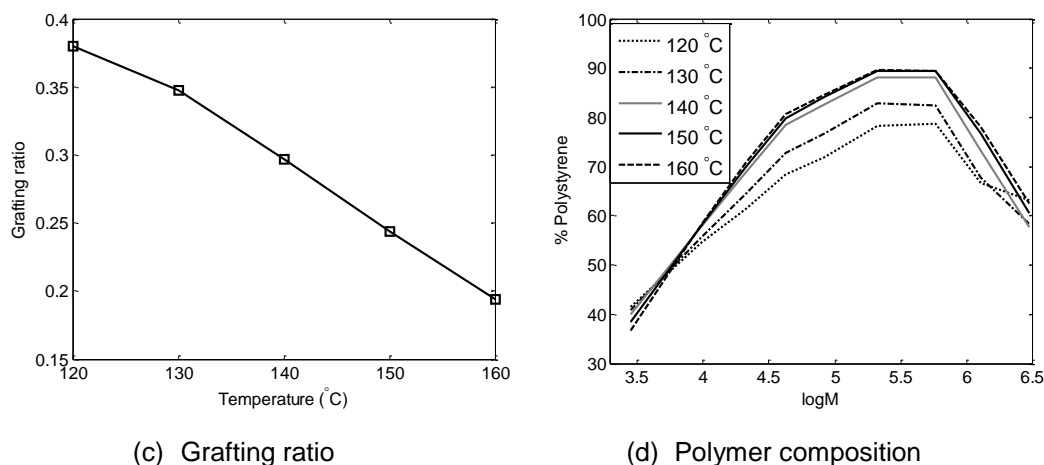 0.4
0.35
0.3
0.25
0.2
0.15
Grafting ratio
120
130
140
150
160
Temperature (°C)
(c) Grafting ratio
100
90
80
70
60
50
40
30
% Polystyrene
120 °C
130 °C
140 °C
150 °C
160 °C
3.5
4
4.5
5
5.5
6
6.5
logM
(d) Polymer composition